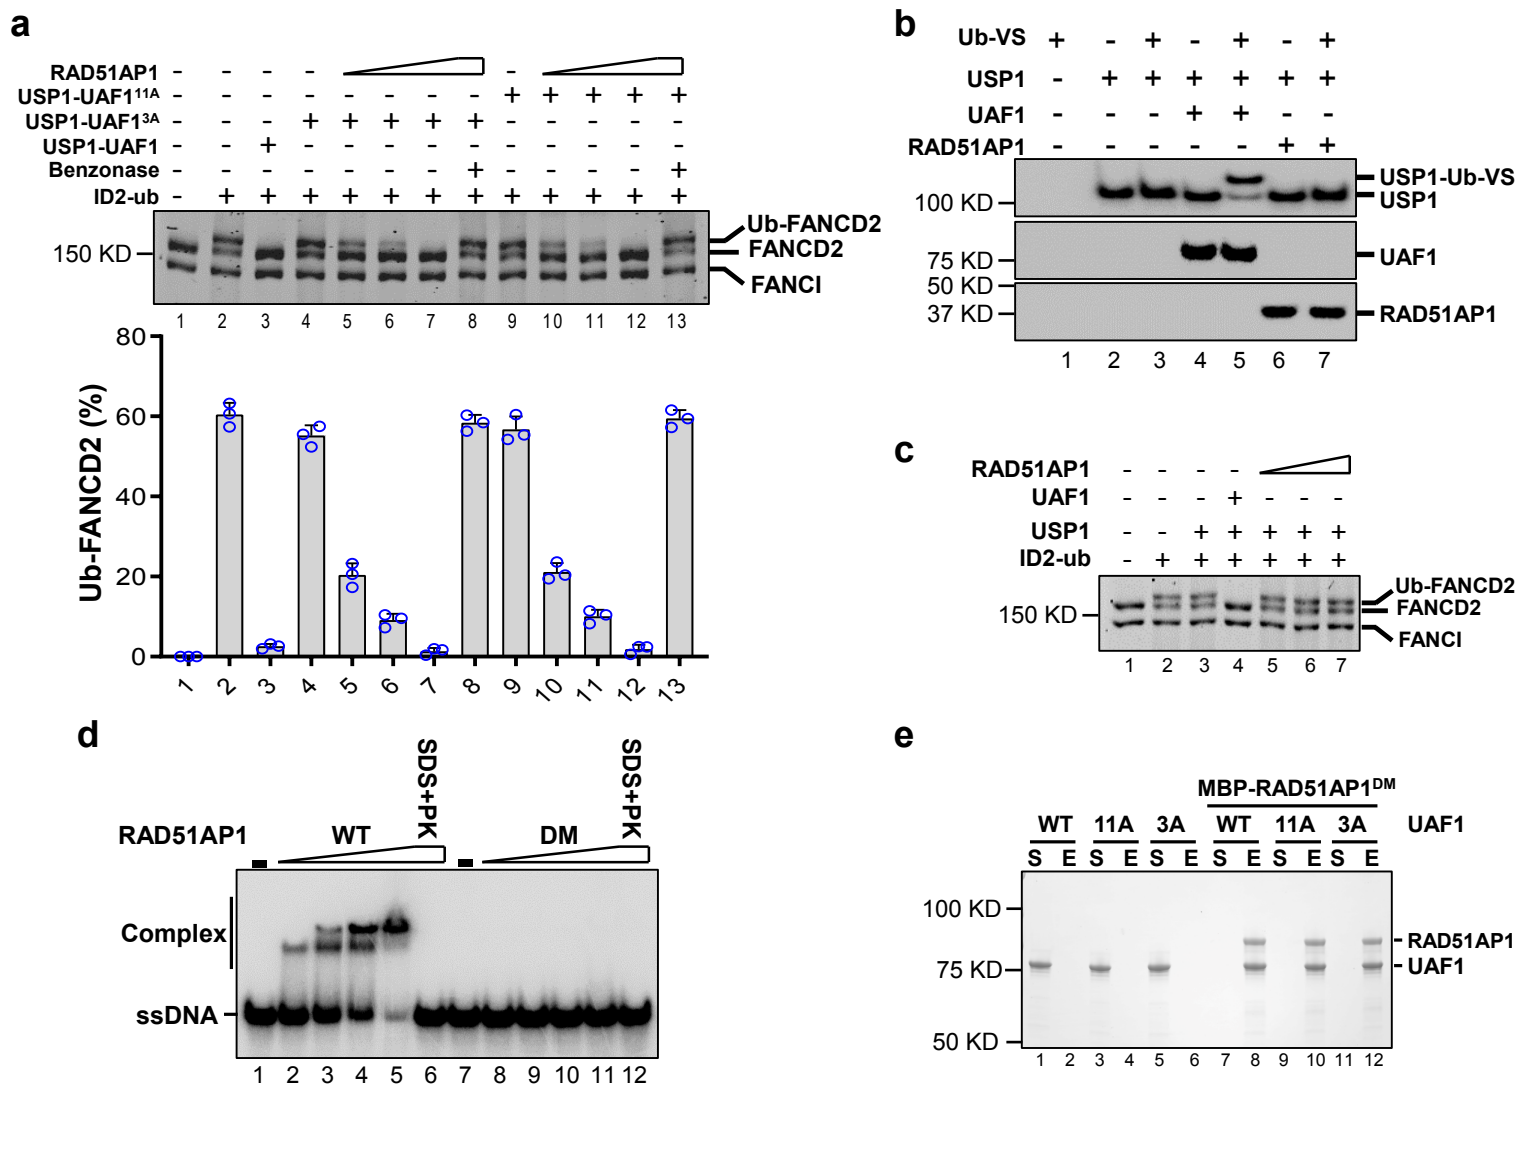 a
RAD51AP1 - - - - -
USP1-UAF1¹¹ᴬ - - - - - - - - + + + + +
USP1-UAF1³ᴬ - - - + + + + + - - - - -
USP1-UAF1 - - + - - - - - - - - - -
Benzonase - - - - - - - + - - - - +
ID2-ub - + + + + + + + + + + + +
150 KD
Ub-FANCD2
FANCD2
FANCI
1 2 3 4 5 6 7 8 9 10 11 12 13
Ub-FANCD2 (%)
80
60
40
20
0
1 2 3 4 5 6 7 8 9 10 11 12 13
b
Ub-VS + - + - + - +
USP1 - + + + + + +
UAF1 - - - + + - -
RAD51AP1 - - - - - + +
100 KD
USP1-Ub-VS
USP1
75 KD
UAF1
50 KD
37 KD
RAD51AP1
1 2 3 4 5 6 7
c
RAD51AP1 - - - -
UAF1 - - - + - - -
USP1 - - + + + + +
ID2-ub - + + + + + +
150 KD
Ub-FANCD2
FANCD2
FANCI
1 2 3 4 5 6 7
d
SDS+PK
SDS+PK
RAD51AP1 - WT - DM
Complex
ssDNA
1 2 3 4 5 6 7 8 9 10 11 12
e
MBP-RAD51AP1ᴰᴹ
WT 11A 3A WT 11A 3A UAF1
S E S E S E S E S E S E
100 KD
75 KD
50 KD
RAD51AP1
UAF1
1 2 3 4 5 6 7 8 9 10 11 12